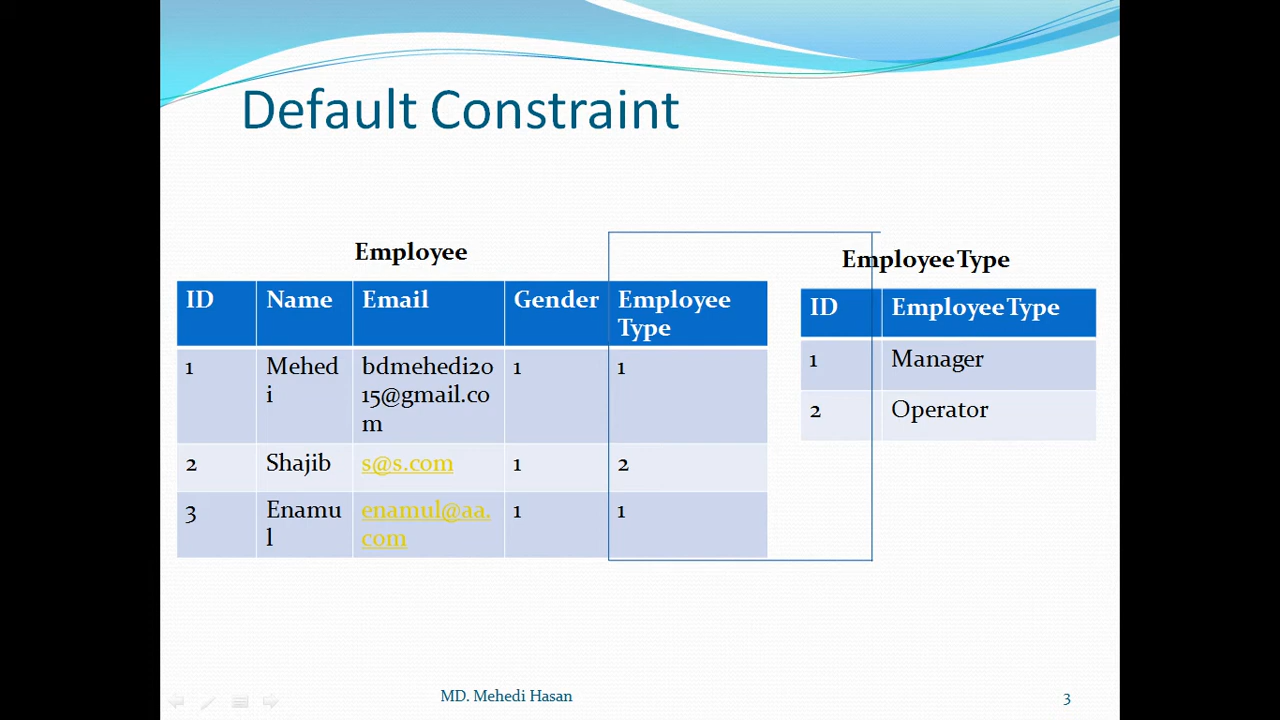 Default Constraint
Employee
ID Name Email Gender Employee
Type
1 Mehed bdmehedi20 1 1
i 15@gmail.co
m
2 Shajib s@s.com 1 2
3 Enamu enamul@aa. 1 1
l com
EmployeeType
ID EmployeeType
1 Manager
2 Operator
MD. Mehedi Hasan
3